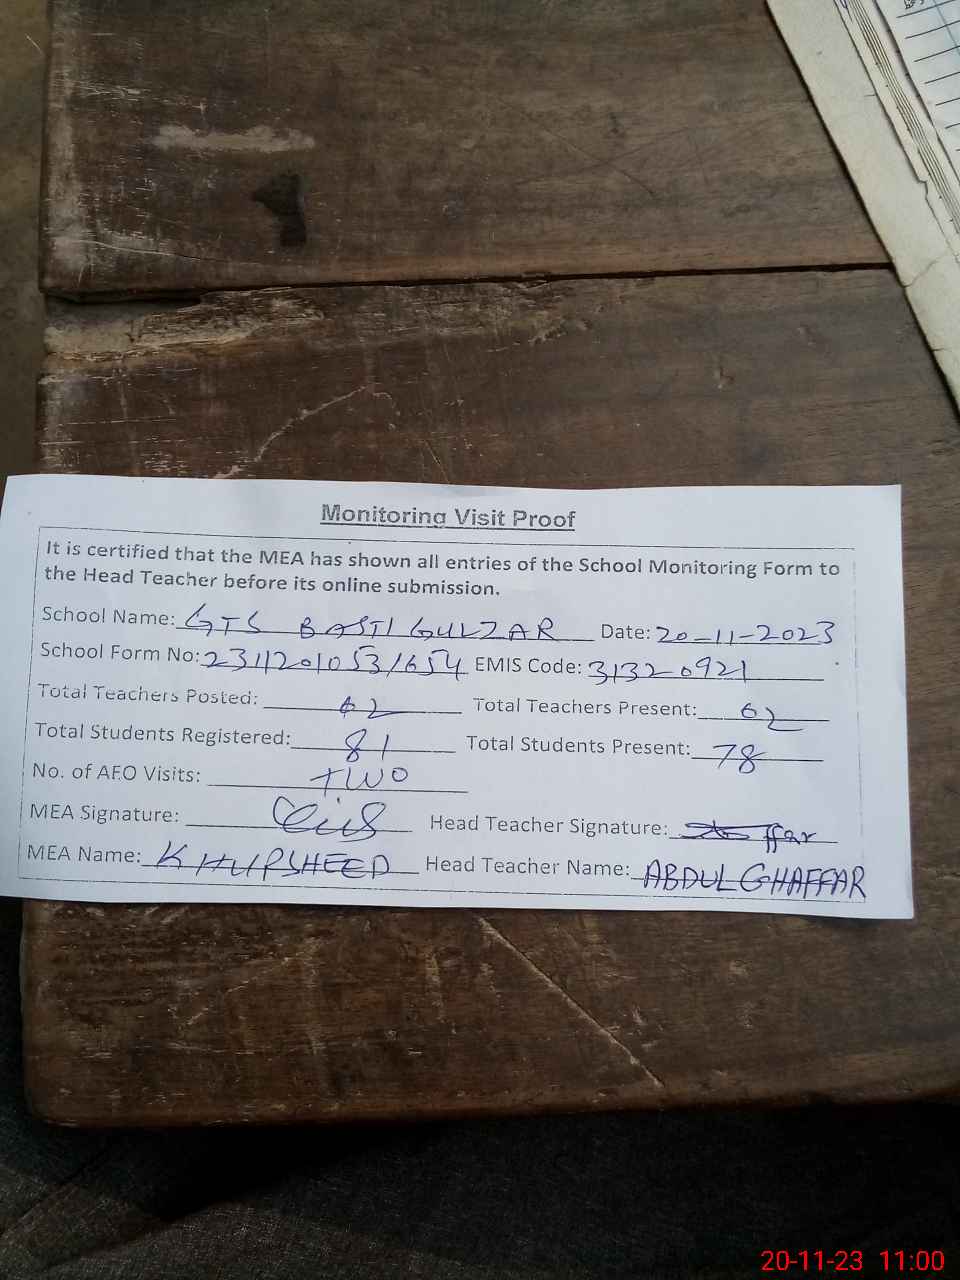 Monitoring Visit Proof
It is certified that the MEA has shown all entries of the School Monitoring Form to
the Head Teacher before its online submission.
School Name: GTS BASTI GULZAR Date: 20-11-2023
School Form No: 23112010531654 EMIS Code: 31320921
Total Teachers Posted: 02 Total Teachers Present: 02
Total Students Registered: 81 Total Students Present: 78
No. of AEO Visits: TWO
MEA Signature: Head Teacher Signature: ffar
MEA Name: KHURSHEED Head Teacher Name: ABDUL GHAFFAR
20-11-23 11:00